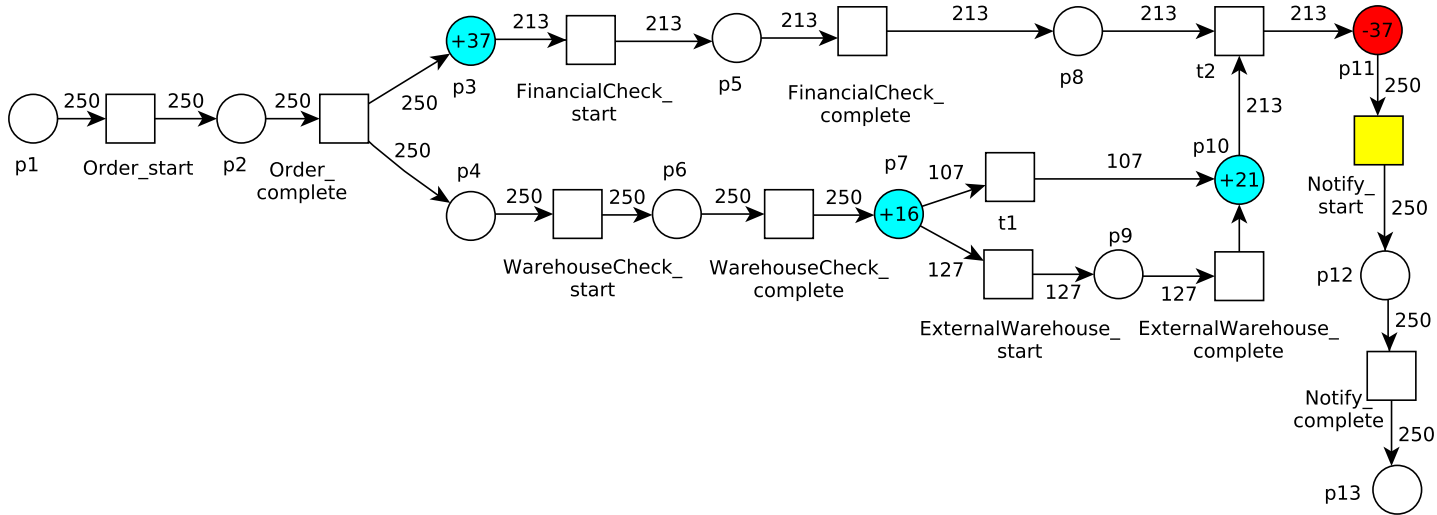 250
250
250
250
250
p1
Order_start
p2
Order_
complete
+37
p3
213
213
213
213
213
213
-37
FinancialCheck_
start
p5
FinancialCheck_
complete
p8
t2
p11
250
p4
250
250
p6
250
250
p7
+16
107
107
t1
p10
213
+21
127
127
p9
127
WarehouseCheck_
start
WarehouseCheck_
complete
ExternalWarehouse_
start
ExternalWarehouse_
complete
Notify_
start
250
p12
250
Notify_
complete
250
p13